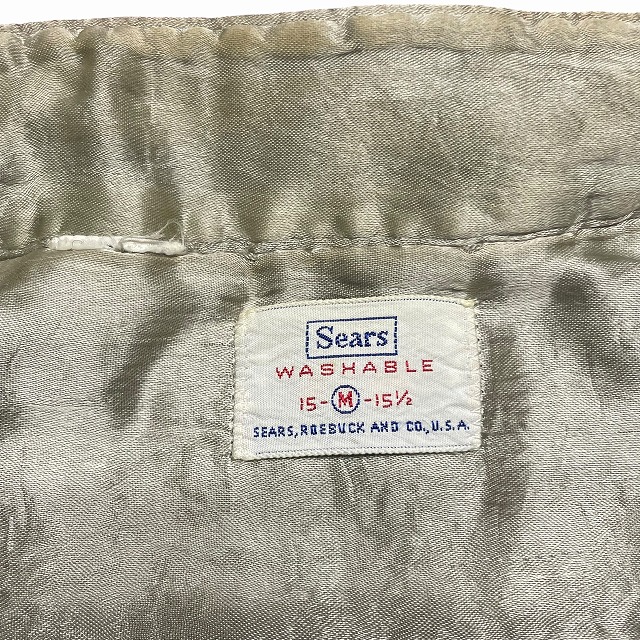 Sears
WASHABLE
15-M-15½
SEARS, ROEBUCK AND CO., U.S.A.